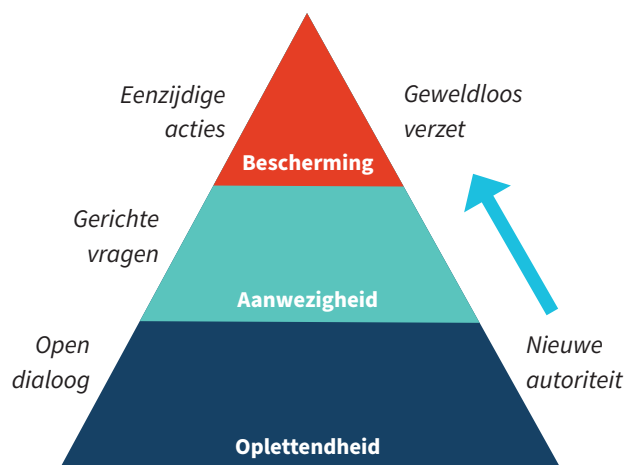 Eenzijdige
acties
Geweldloos
verzet
Bescherming
Gerichte
vragen
Aanwezigheid
Open
dialoog
Nieuwe
autoriteit
Oplettendheid